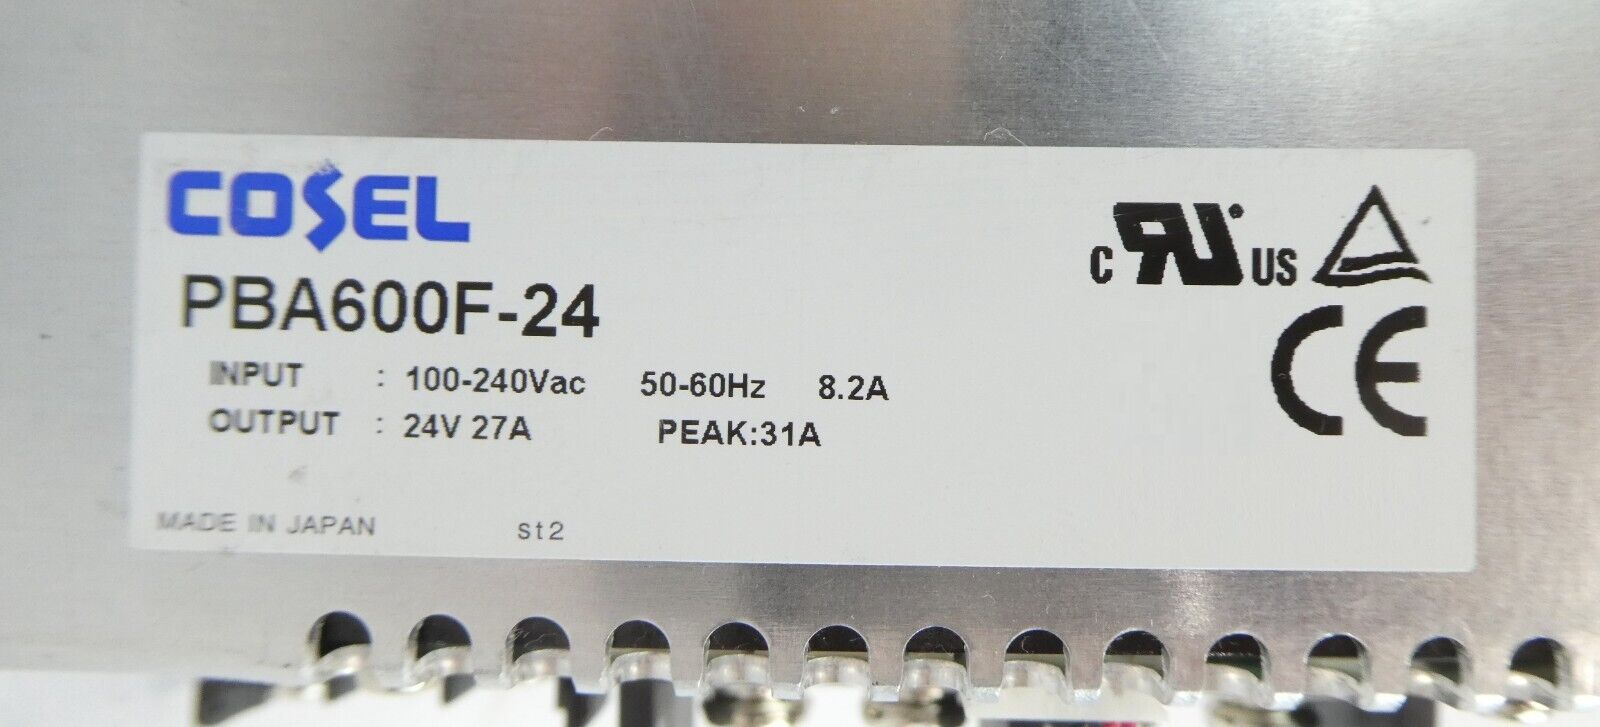 COSEL
PBA600F-24
INPUT : 100-240Vac 50-60Hz 8.2A
OUTPUT : 24V 27A PEAK:31A
MADE IN JAPAN st2
C RU US
CE